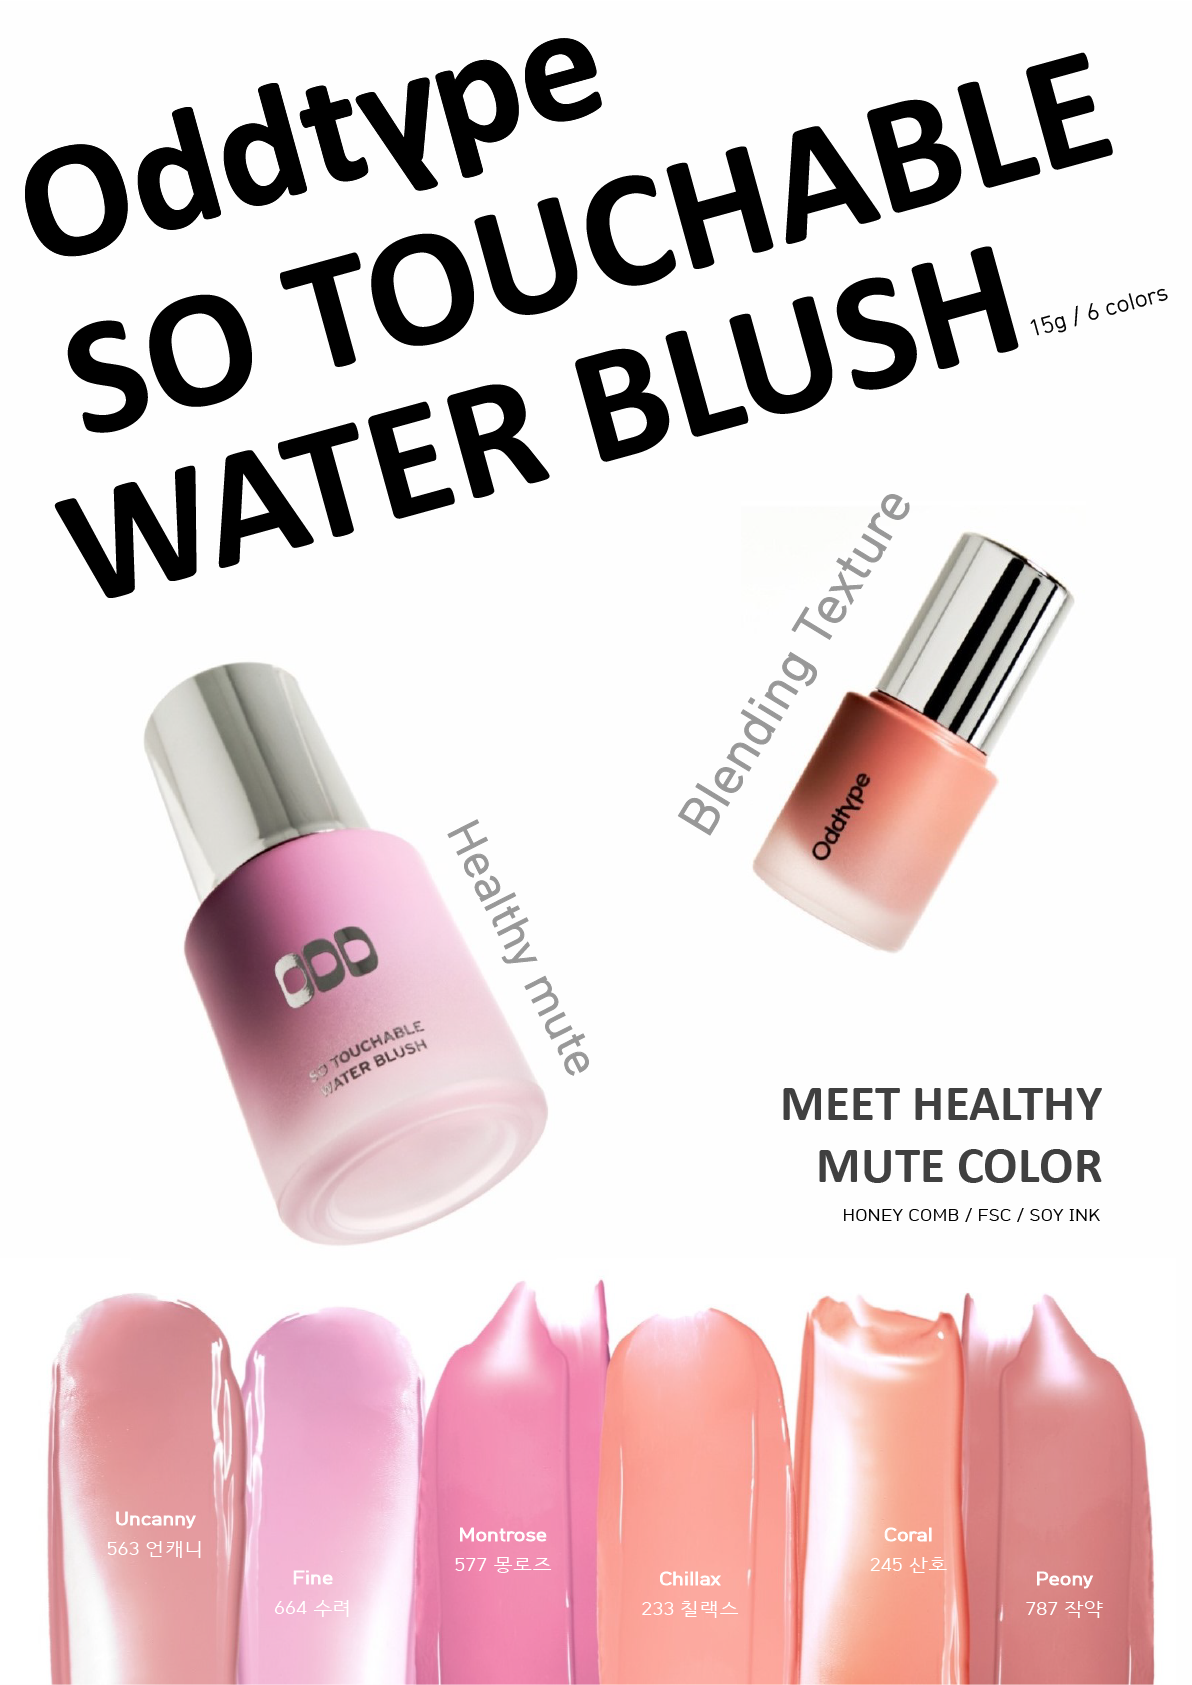 Oddtype
SO TOUCHABLE
WATER BLUSH
15g / 6 colors
Blending Texture
Oddtype
Healthy mute
ODD
SO TOUCHABLE
WATER BLUSH
MEET HEALTHY
MUTE COLOR
HONEY COMB / FSC / SOY INK
Uncanny
563 언캐니
Fine
664 수려
Montrose
577 몽로즈
Chillax
233 칠랙스
Coral
245 산호
Peony
787 작약